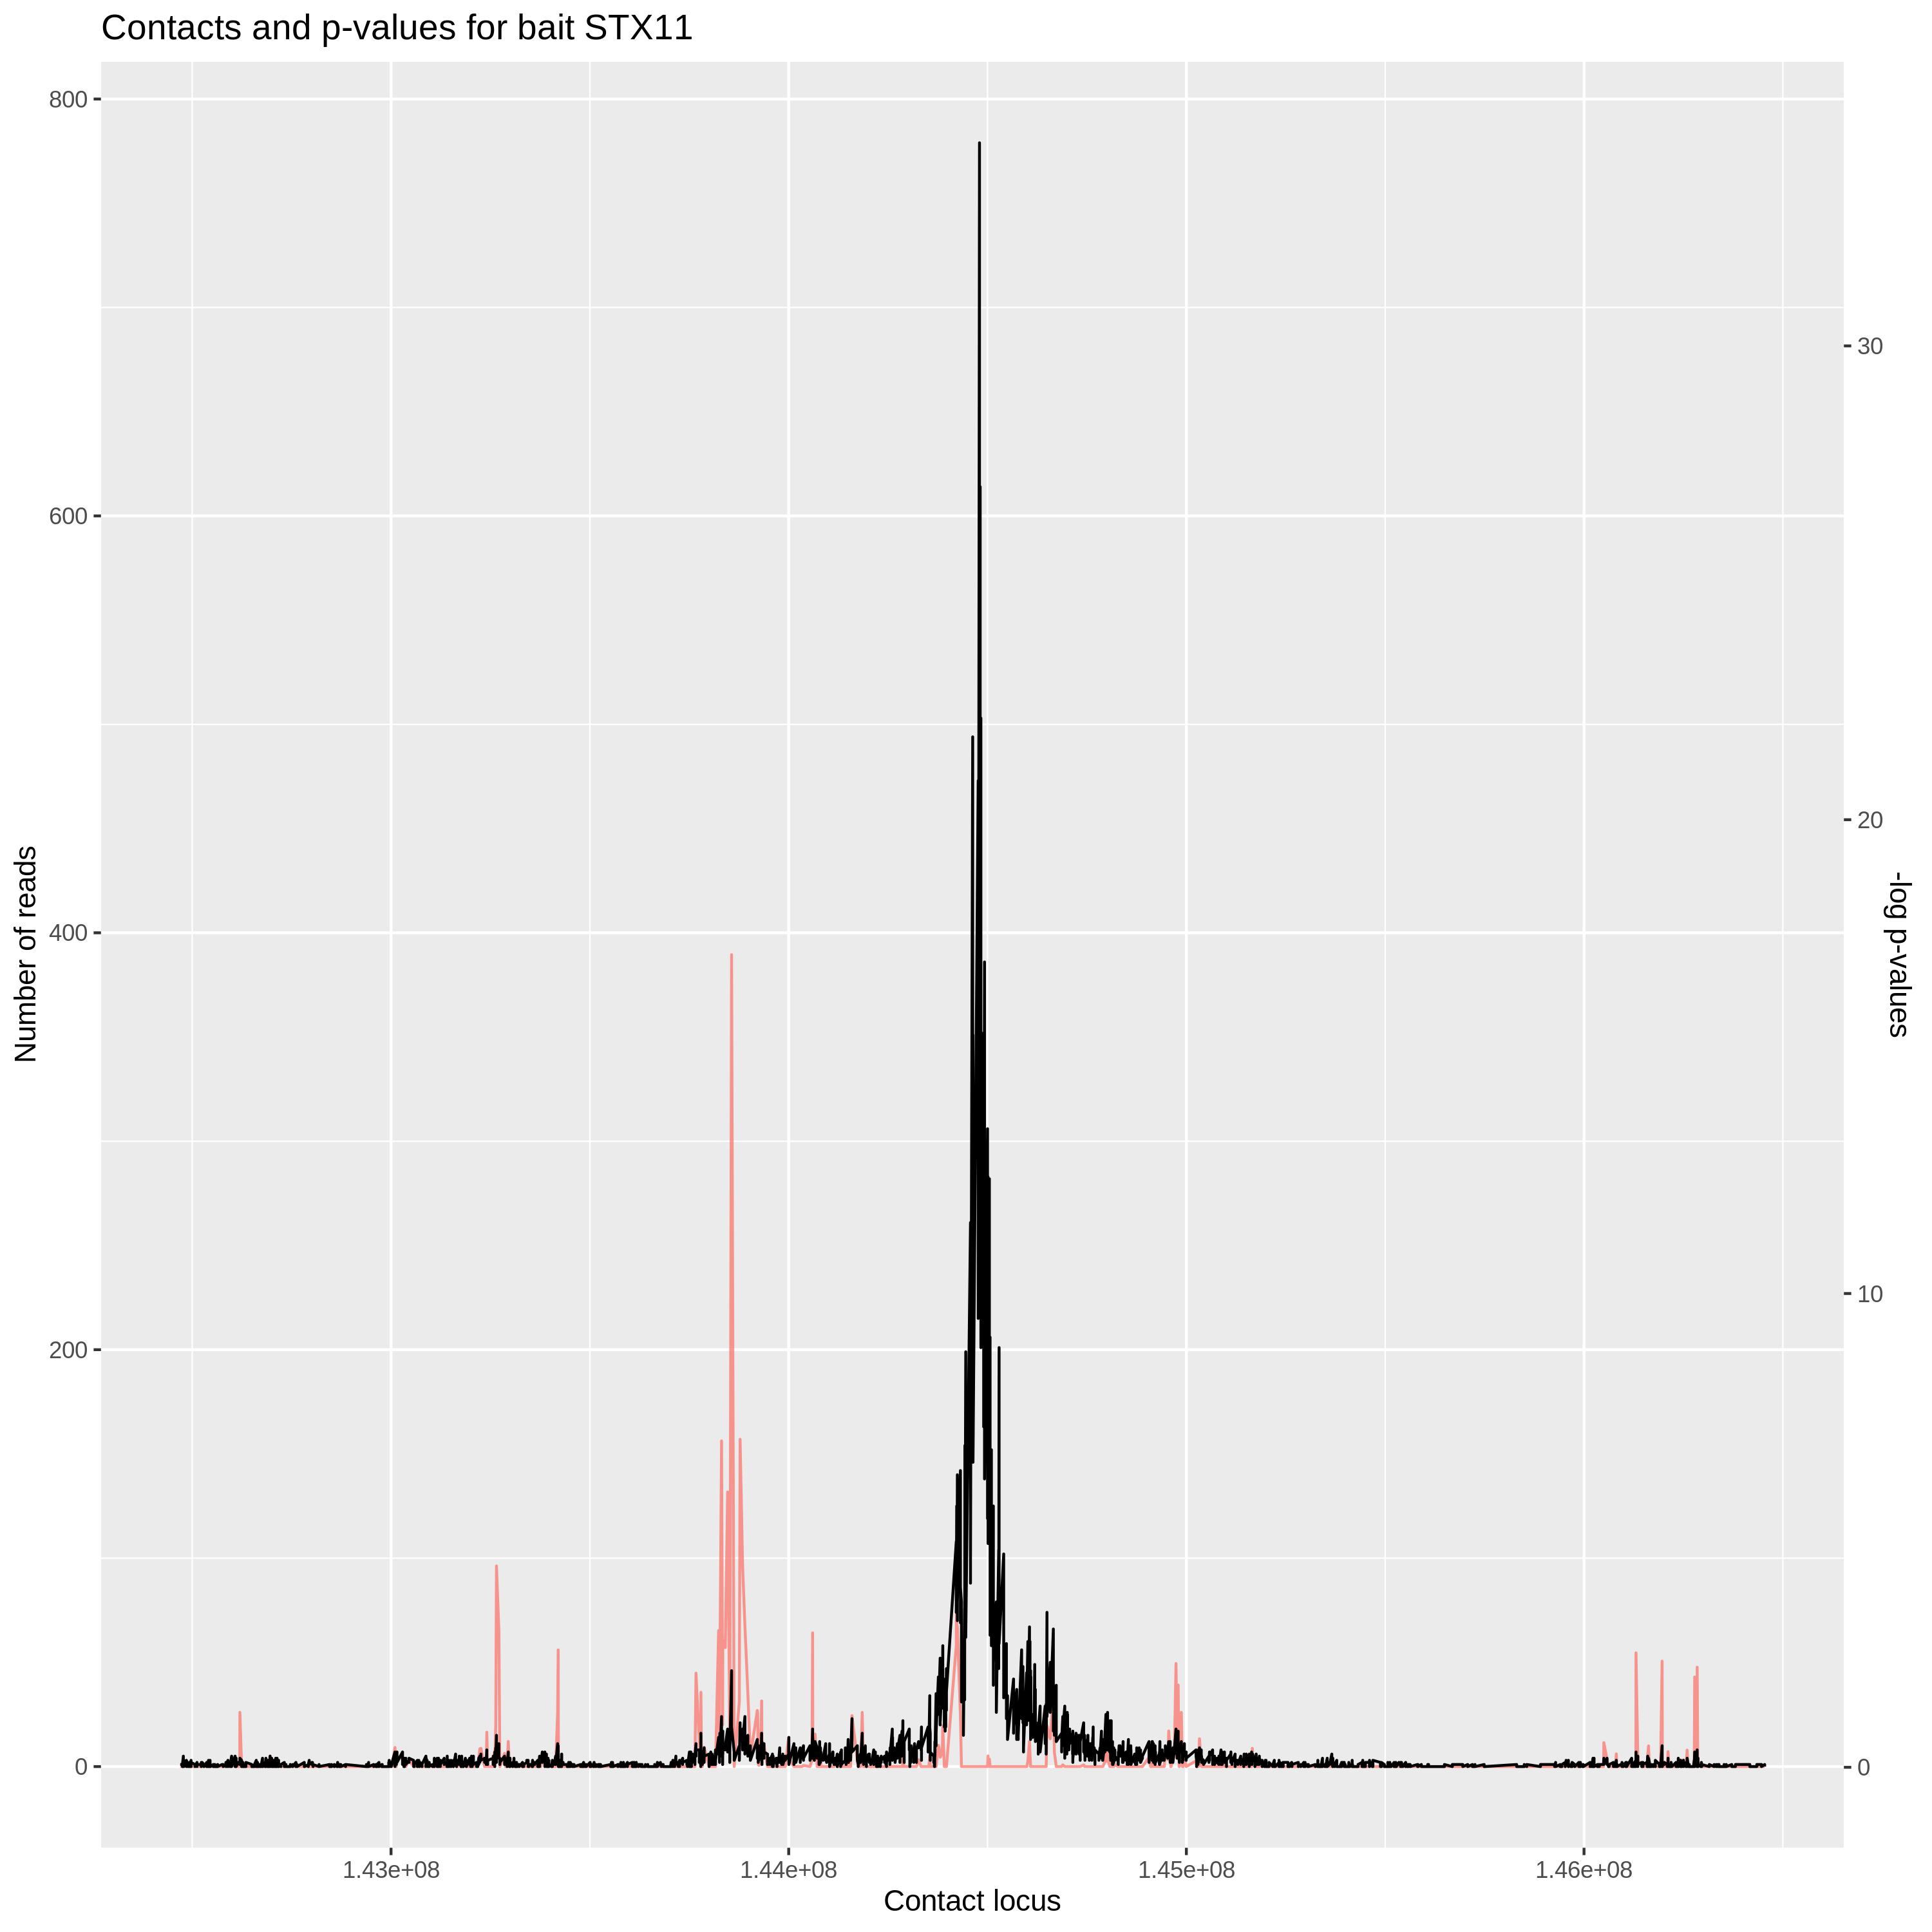 Contacts and p-values for bait STX11
800
600
400
200
0
Number of reads
30
20
10
0
-log p-values
1.43e+08
1.44e+08
1.45e+08
1.46e+08
Contact locus